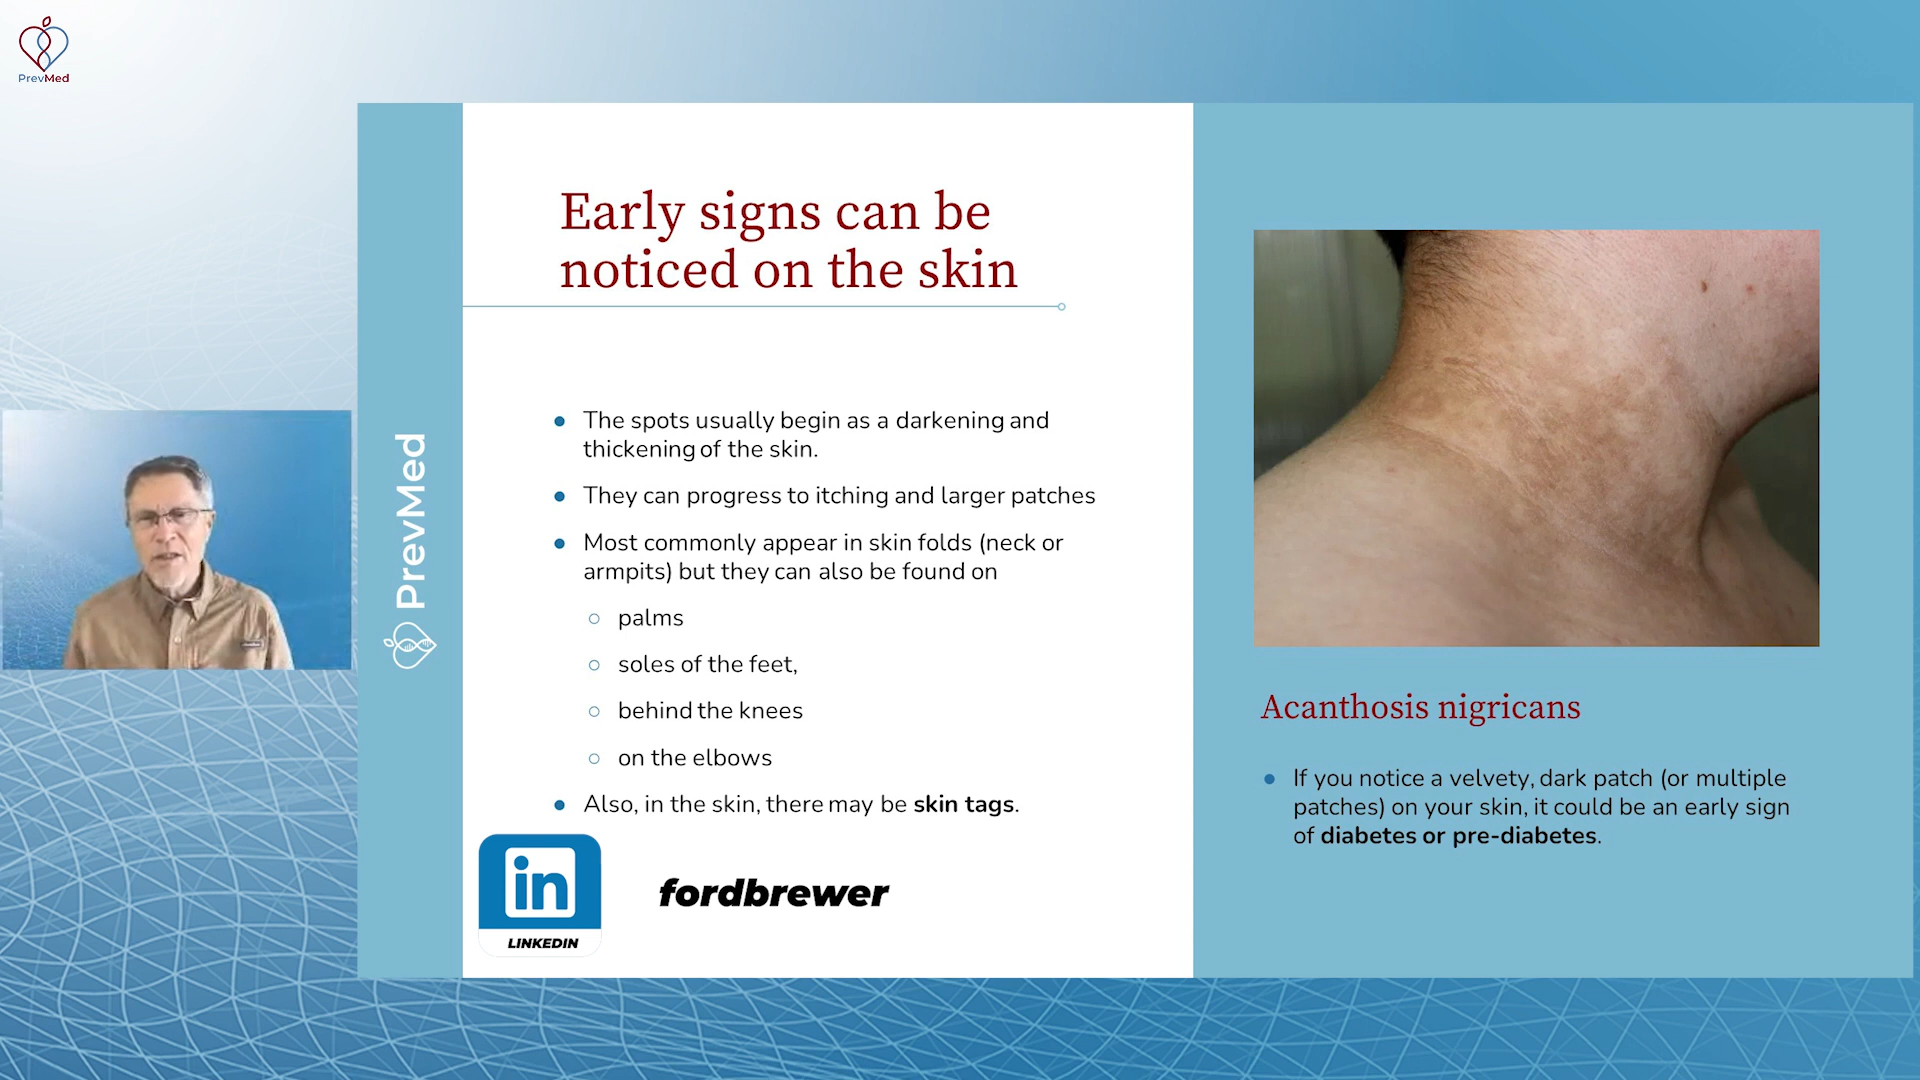 PrevMed
PrevMed
Early signs can be
noticed on the skin
● The spots usually begin as a darkening and
thickening of the skin.
● They can progress to itching and larger patches
● Most commonly appear in skin folds (neck or
armpits) but they can also be found on
○ palms
○ soles of the feet,
○ behind the knees
○ on the elbows
● Also, in the skin, there may be skin tags.
in
LINKEDIN
fordbrewer
Acanthosis nigricans
● If you notice a velvety, dark patch (or multiple
patches) on your skin, it could be an early sign
of diabetes or pre-diabetes.